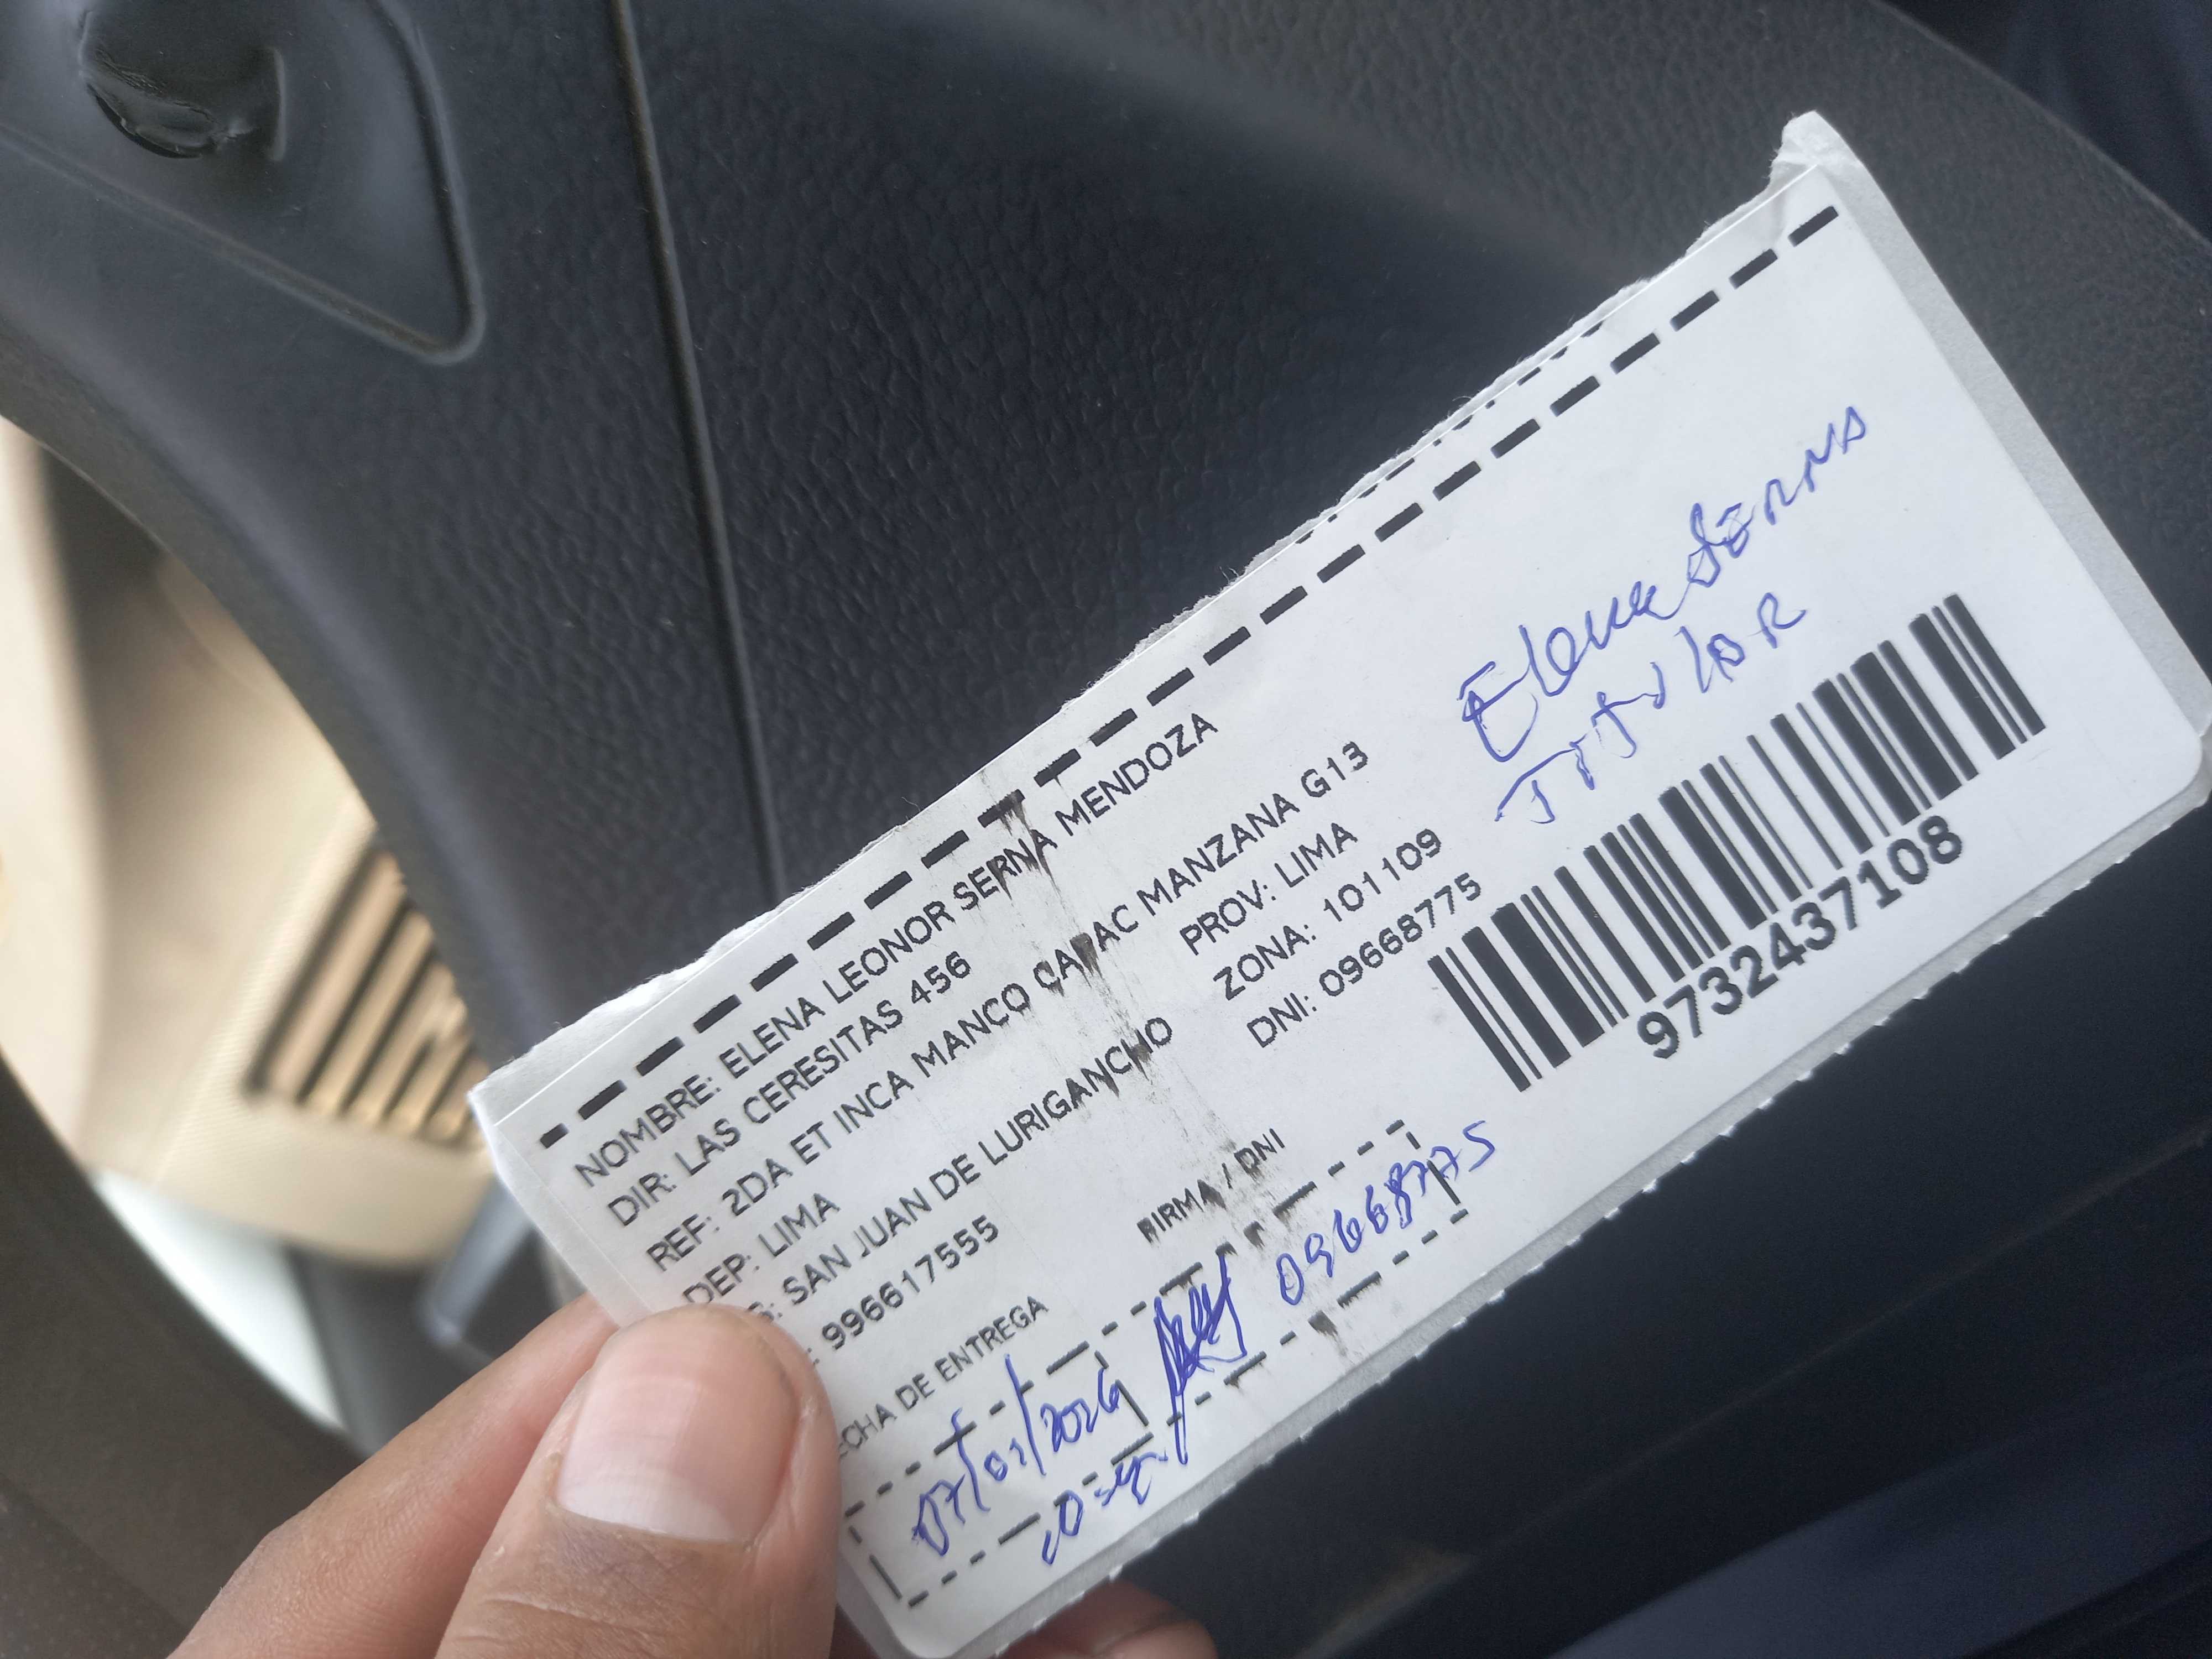 NOMBRE: ELENA LEONOR SERNA MENDOZA
DIR: LAS CERESITAS 456
REF: 2DA ET INCA MANCO CAPAC MANZANA G13
DEP: LIMA PROV: LIMA
S: SAN JUAN DE LURIGANCHO ZONA: 101109
: 996617555 DNI: 09668775
Elena SERNA
TITULAR
9732437108
ECHA DE ENTREGA FIRMA / DNI
07/01/2026 09668775